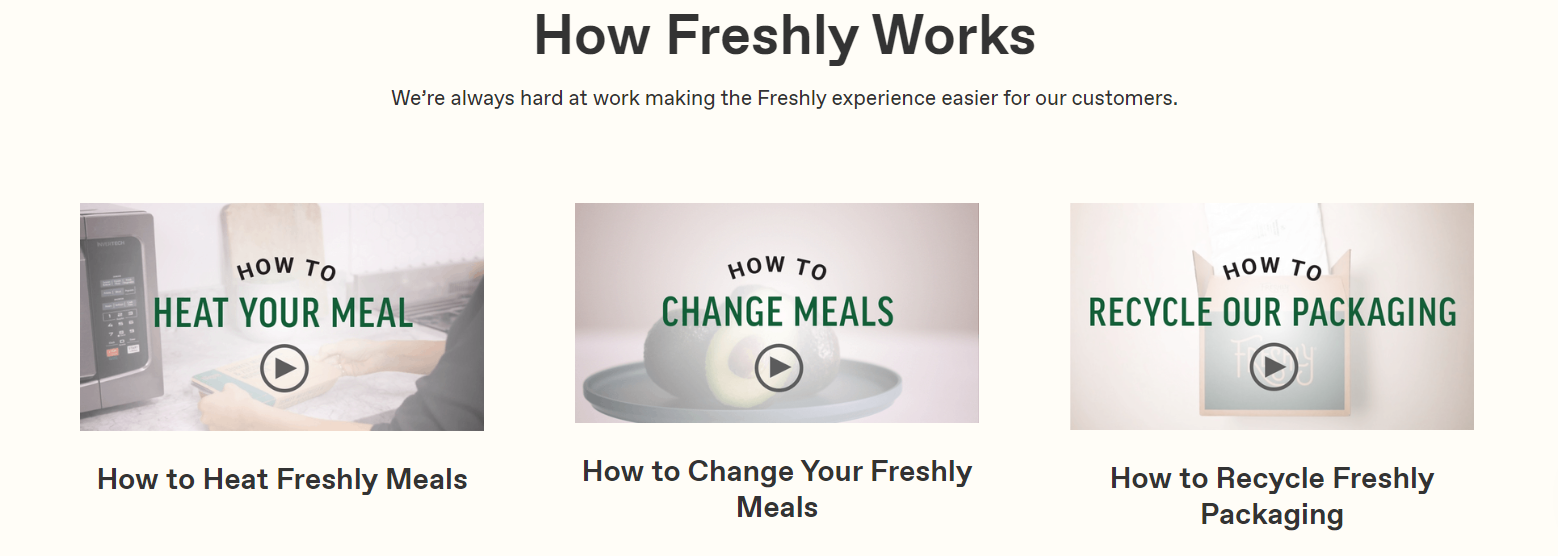 How Freshly Works
We're always hard at work making the Freshly experience easier for our customers.
HOW TO
HEAT YOUR MEAL
How to Heat Freshly Meals
HOW TO
CHANGE MEALS
How to Change Your Freshly
Meals
HOW TO
RECYCLE OUR PACKAGING
Freshly
How to Recycle Freshly
Packaging